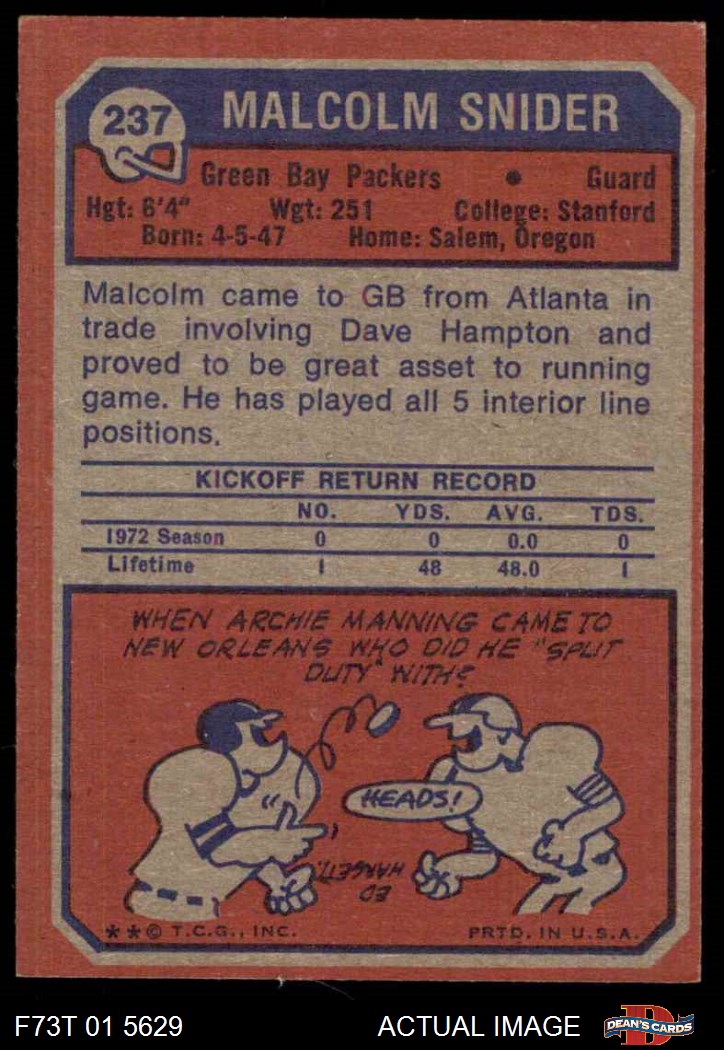 237
MALCOLM SNIDER
Green Bay Packers • Guard
Hgt: 6'4" Wgt: 251 College: Stanford
Born: 4-5-47 Home: Salem, Oregon
Malcolm came to GB from Atlanta in
trade involving Dave Hampton and
proved to be great asset to running
game. He has played all 5 interior line
positions.
KICKOFF RETURN RECORD
NO. YDS. AVG. TDS.
1972 Season 0 0 0.0 0
Lifetime 1 48 48.0 1
WHEN ARCHIE MANNING CAME TO
NEW ORLEANS WHO DID HE "SPLIT
DUTY" WITH?
HEADS!
ED
HARGETT.
**© T.C.G., INC. PRTD. IN U.S.A.
F73T 01 5629 ACTUAL IMAGE
D
DEAN'S CARDS